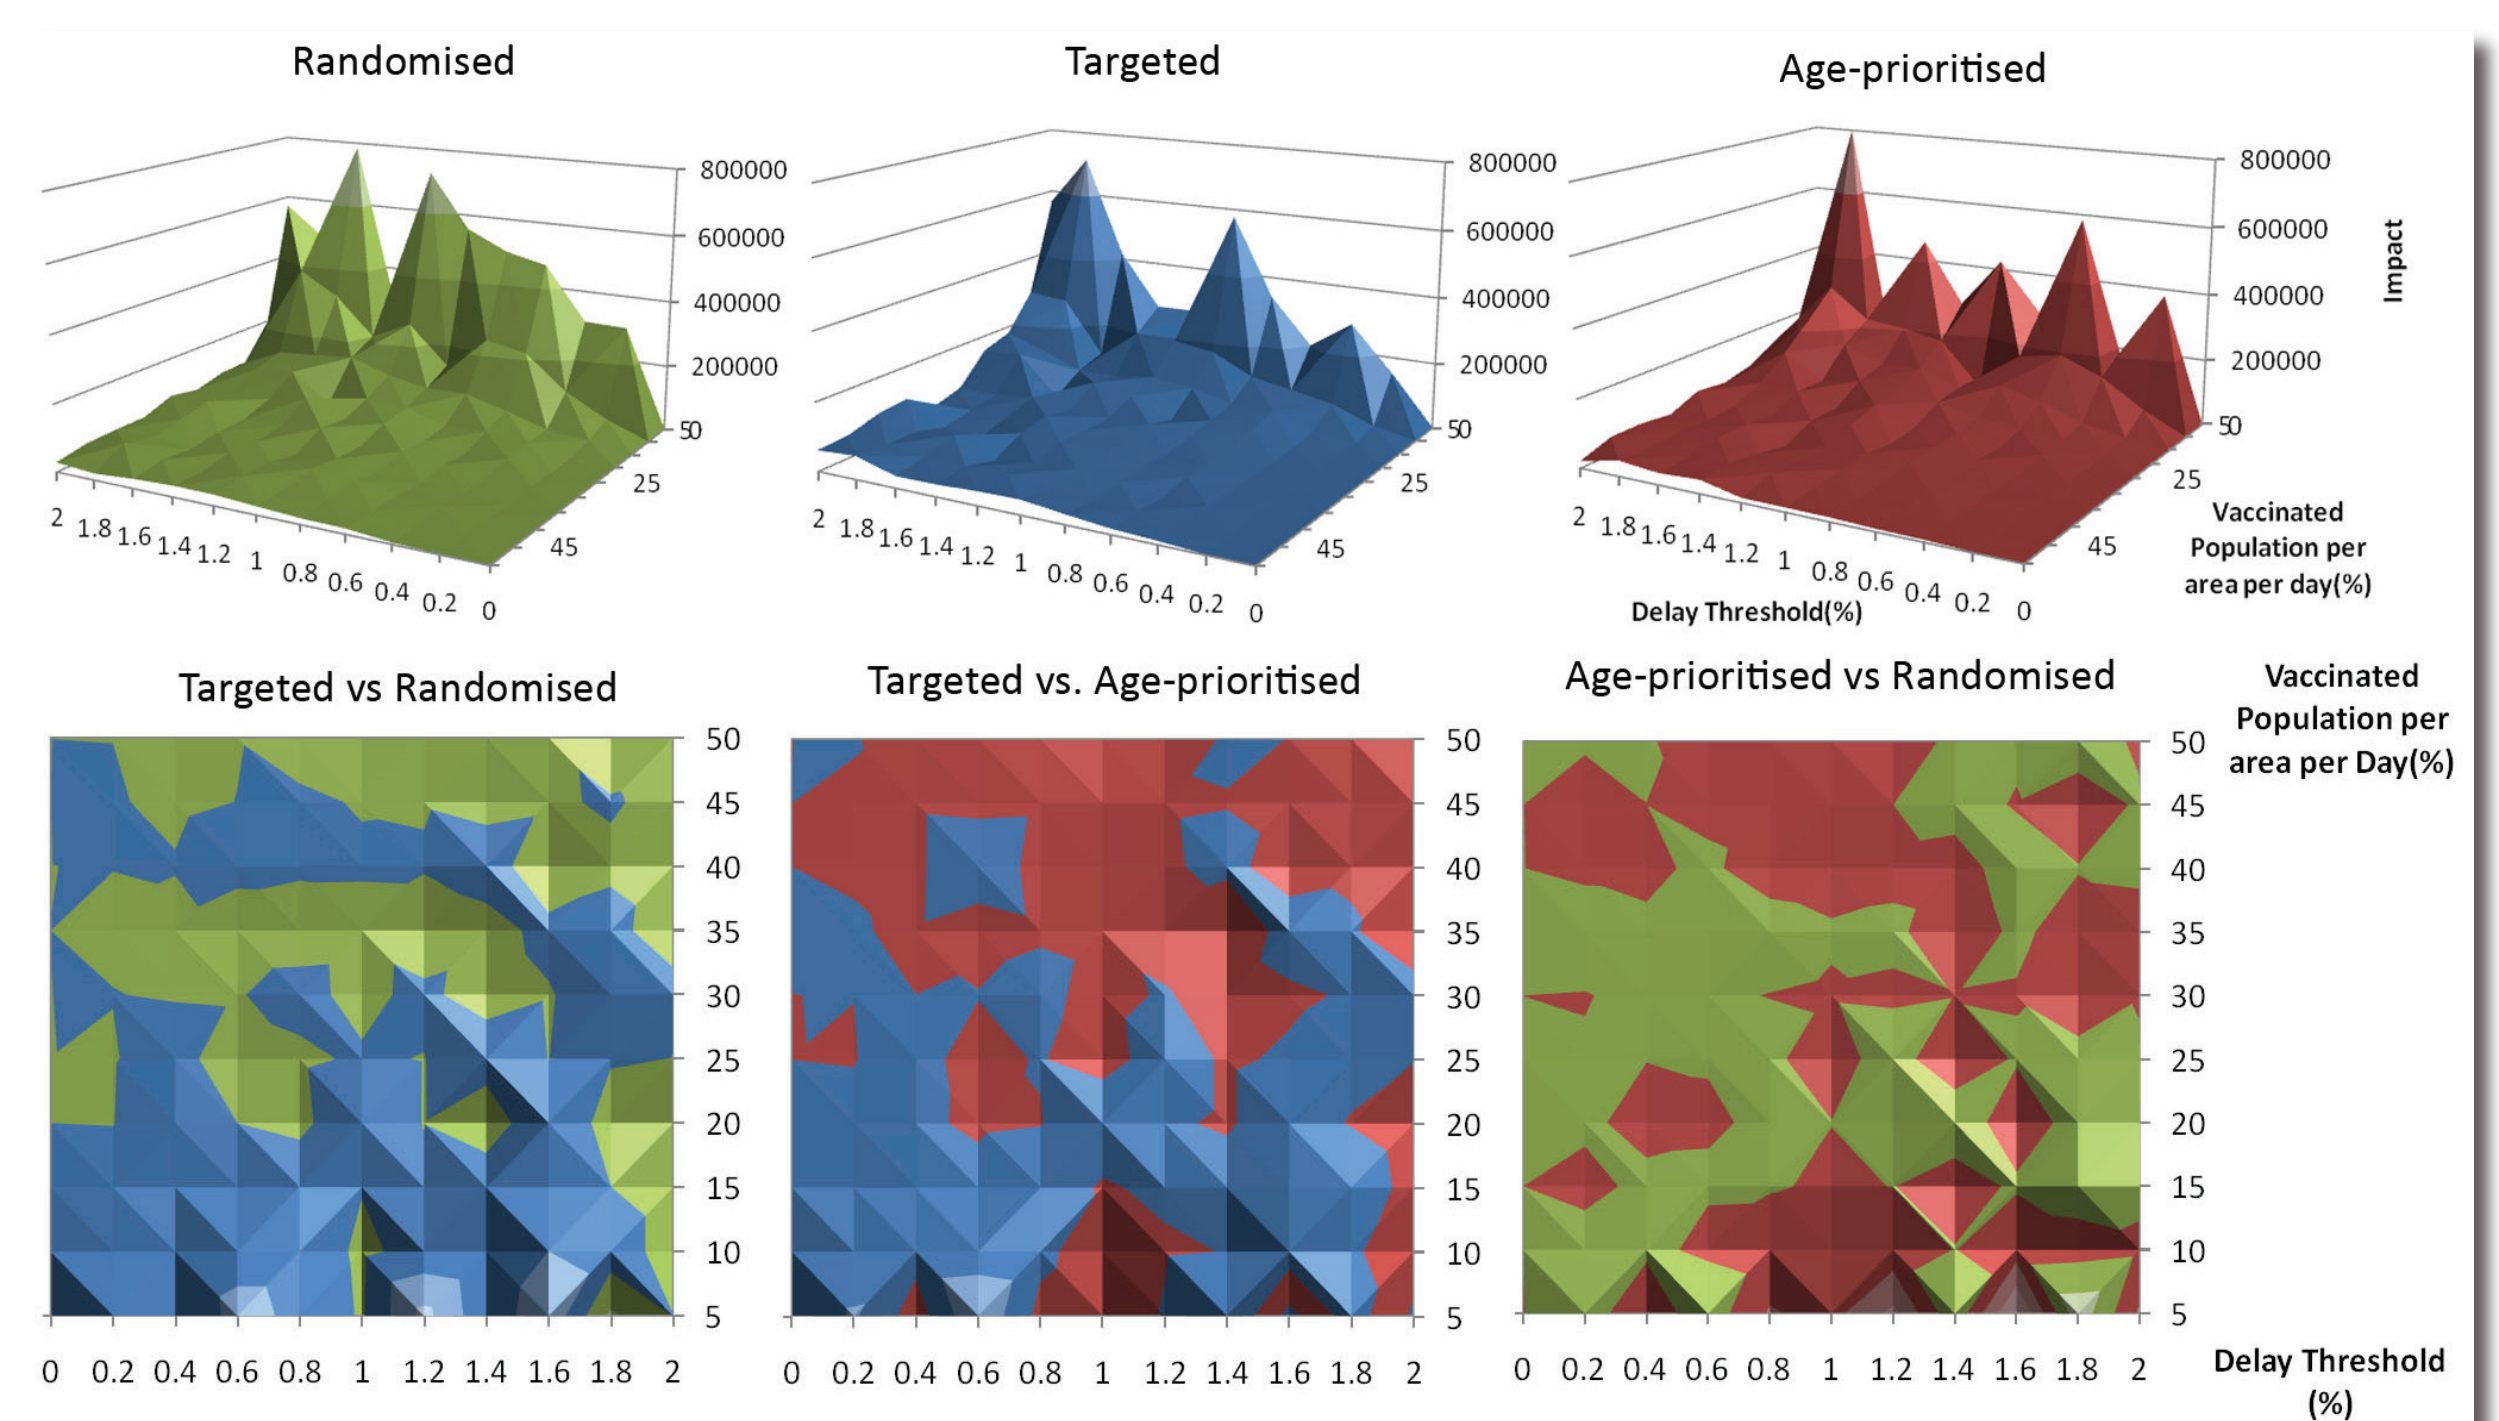 Randomised
Targeted
Age-prioritised
800000
600000
400000
200000
50
25
45
2 1.8 1.6 1.4 1.2 1 0.8 0.6 0.4 0.2 0
800000
600000
400000
200000
50
25
45
2 1.8 1.6 1.4 1.2 1 0.8 0.6 0.4 0.2 0
800000
600000
400000
200000
50
25
45
2 1.8 1.6 1.4 1.2 1 0.8 0.6 0.4 0.2 0
Impact
Vaccinated
Population per
area per day(%)
Delay Threshold(%)
Targeted vs Randomised
Targeted vs. Age-prioritised
Age-prioritised vs Randomised
Vaccinated
Population per
area per Day(%)
50
45
40
35
30
25
20
15
10
5
0 0.2 0.4 0.6 0.8 1 1.2 1.4 1.6 1.8 2
50
45
40
35
30
25
20
15
10
5
0 0.2 0.4 0.6 0.8 1 1.2 1.4 1.6 1.8 2
50
45
40
35
30
25
20
15
10
5
0 0.2 0.4 0.6 0.8 1 1.2 1.4 1.6 1.8 2
Delay Threshold
(%)